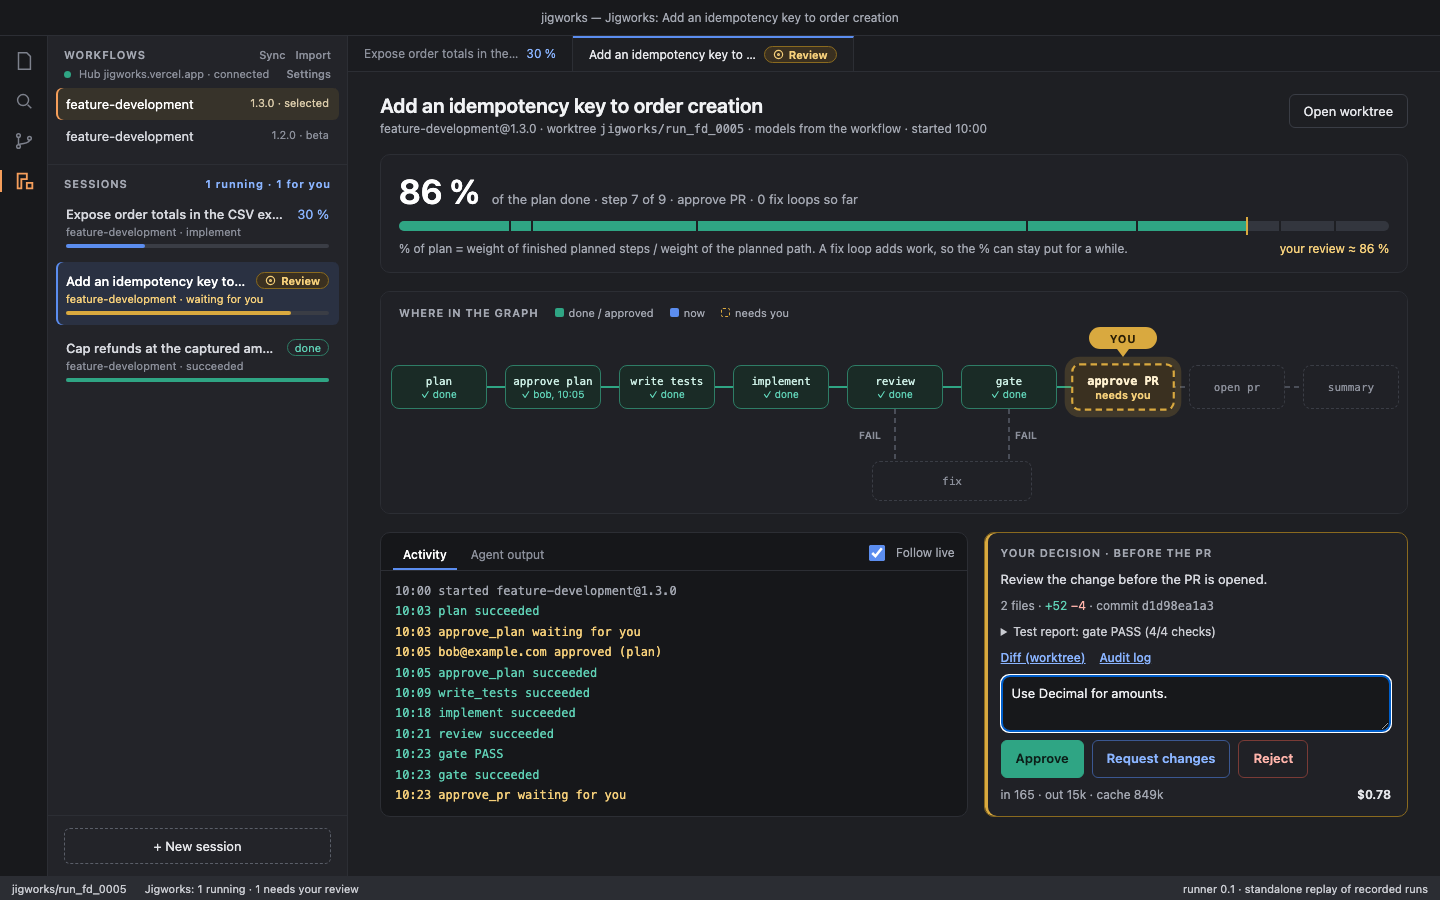 jigworks — Jigworks: Add an idempotency key to order creation
WORKFLOWS Sync Import
Hub jigworks.vercel.app · connected Settings
feature-development 1.3.0 · selected
feature-development 1.2.0 · beta
SESSIONS 1 running · 1 for you
Expose order totals in the CSV ex... 30 %
feature-development · implement
Add an idempotency key to... Review
feature-development · waiting for you
Cap refunds at the captured am... done
feature-development · succeeded
+ New session
Expose order totals in the... 30 %
Add an idempotency key to ... Review
Add an idempotency key to order creation
feature-development@1.3.0 · worktree jigworks/run_fd_0005 · models from the workflow · started 10:00
Open worktree
86 % of the plan done · step 7 of 9 · approve PR · 0 fix loops so far
% of plan = weight of finished planned steps / weight of the planned path. A fix loop adds work, so the % can stay put for a while.
your review ≈ 86 %
WHERE IN THE GRAPH done / approved now needs you
YOU
plan
✓ done
approve plan
✓ bob, 10:05
write tests
✓ done
implement
✓ done
review
✓ done
gate
✓ done
approve PR
needs you
open pr
summary
FAIL
FAIL
fix
Activity Agent output Follow live
10:00 started feature-development@1.3.0
10:03 plan succeeded
10:03 approve_plan waiting for you
10:05 bob@example.com approved (plan)
10:05 approve_plan succeeded
10:09 write_tests succeeded
10:18 implement succeeded
10:21 review succeeded
10:23 gate PASS
10:23 gate succeeded
10:23 approve_pr waiting for you
YOUR DECISION · BEFORE THE PR
Review the change before the PR is opened.
2 files · +52 −4 · commit d1d98ea1a3
▶ Test report: gate PASS (4/4 checks)
Diff (worktree) Audit log
Use Decimal for amounts.
Approve Request changes Reject
in 165 · out 15k · cache 849k $0.78
jigworks/run_fd_0005 Jigworks: 1 running · 1 needs your review
runner 0.1 · standalone replay of recorded runs